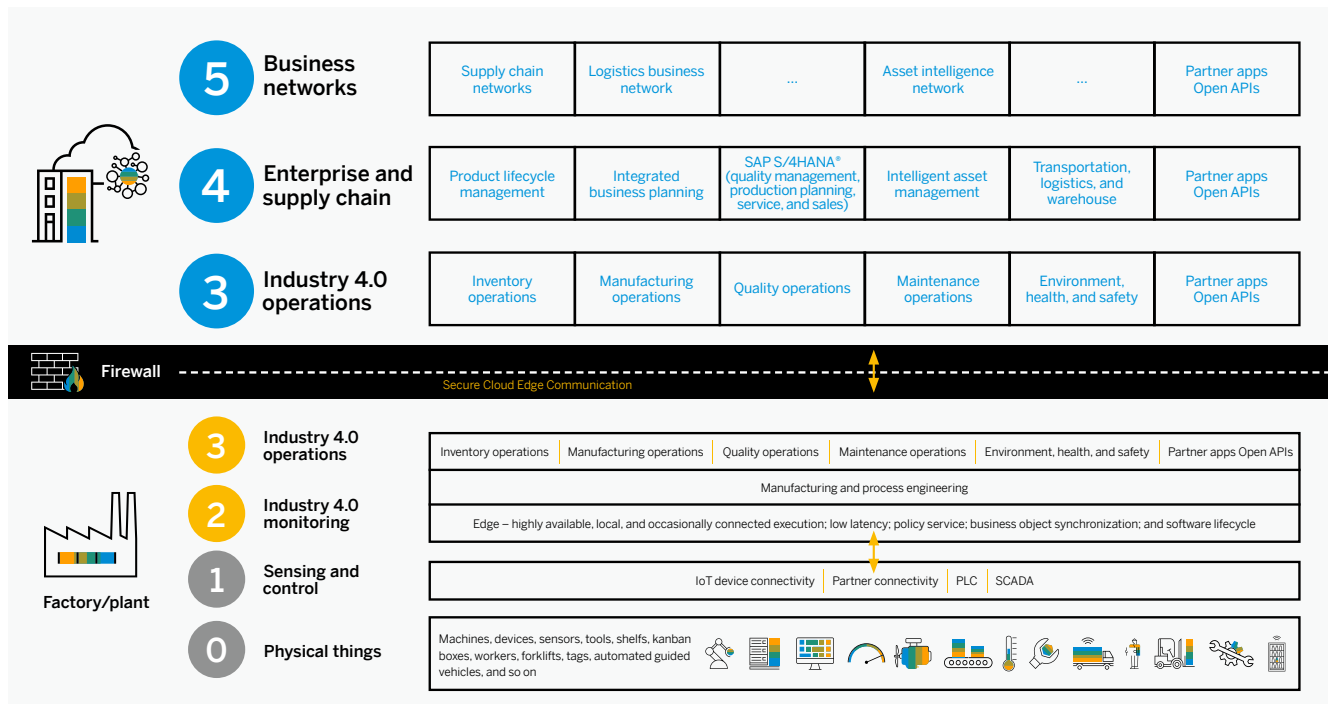 5
Business
networks
Supply chain
networks
Logistics business
network
...
Asset intelligence
network
...
Partner apps
Open APIs
4
Enterprise and
supply chain
Product lifecycle
management
Integrated
business planning
SAP S/4HANA®
(quality management,
production planning,
service, and sales)
Intelligent asset
management
Transportation,
logistics, and
warehouse
Partner apps
Open APIs
3
Industry 4.0
operations
Inventory
operations
Manufacturing
operations
Quality operations
Maintenance
operations
Environment,
health, and safety
Partner apps
Open APIs
Firewall
Secure Cloud Edge Communication
3
Industry 4.0
operations
Inventory operations
Manufacturing operations
Quality operations
Maintenance operations
Environment, health, and safety
Partner apps Open APIs
Manufacturing and process engineering
2
Industry 4.0
monitoring
Edge – highly available, local, and occasionally connected execution; low latency; policy service; business object synchronization; and software lifecycle
Factory/plant
1
Sensing and
control
IoT device connectivity
Partner connectivity
PLC
SCADA
0
Physical things
Machines, devices, sensors, tools, shelfs, kanban
boxes, workers, forklifts, tags, automated guided
vehicles, and so on